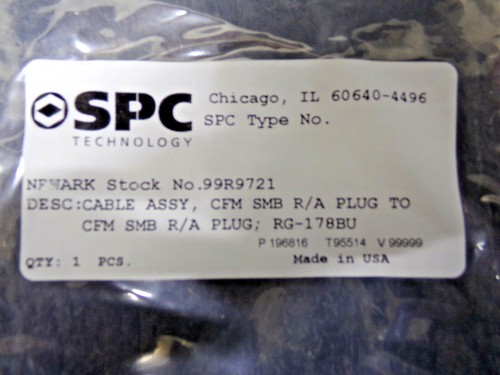 SPC
TECHNOLOGY
Chicago, IL 60640-4496
SPC Type No.
NEWARK Stock No.99R9721
DESC:CABLE ASSY, CFM SMB R/A PLUG TO
CFM SMB R/A PLUG; RG-178BU
P 196816 T95514 V 99999
QTY: 1 PCS.
Made in USA